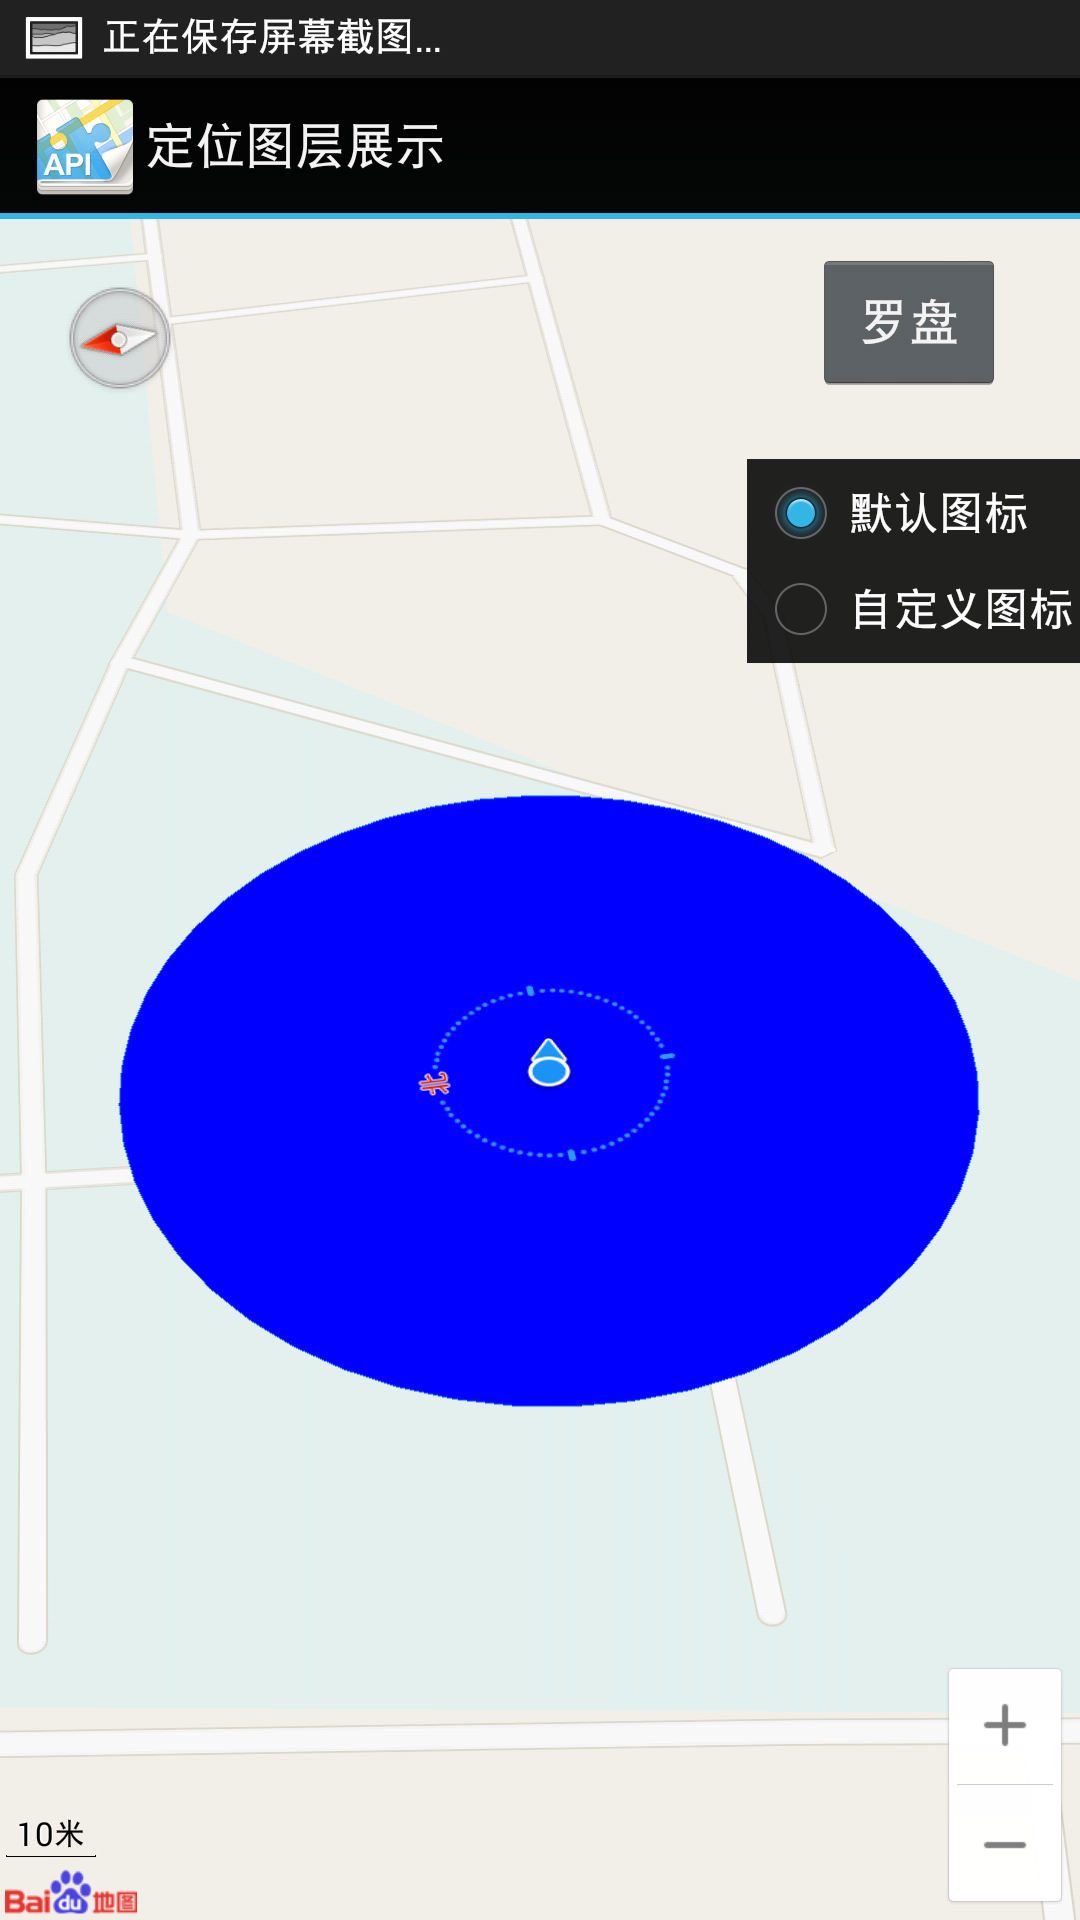 正在保存屏幕截图...
API 定位图层展示
罗盘
默认图标
自定义图标
北
10米
Baidu地图